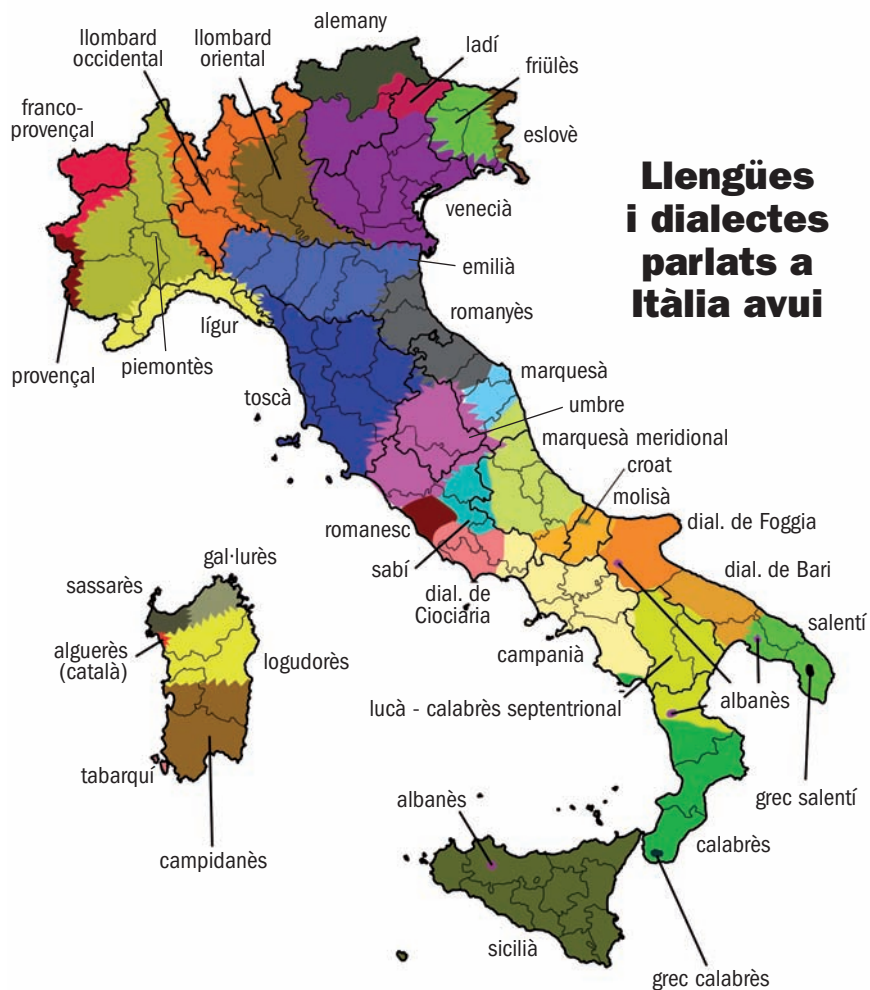 alemany
llombard
occidental
llombard
oriental
ladí
friülès
franco-
provençal
eslovè
Llengües
i dialectes
parlats a
Itàlia avui
venecià
emilià
romanyès
lígur
provençal
piemontès
toscà
marquesà
umbre
marquesà meridional
croat
molisà
romanesc
dial. de Foggia
sabí
dial. de
Ciociaria
dial. de Bari
gal·lurès
sassarès
salentí
alguerès
(català)
logudorès
campanià
lucà - calabrès septentrional
albanès
tabarquí
albanès
grec salentí
campidanès
calabrès
sicilià
grec calabrès